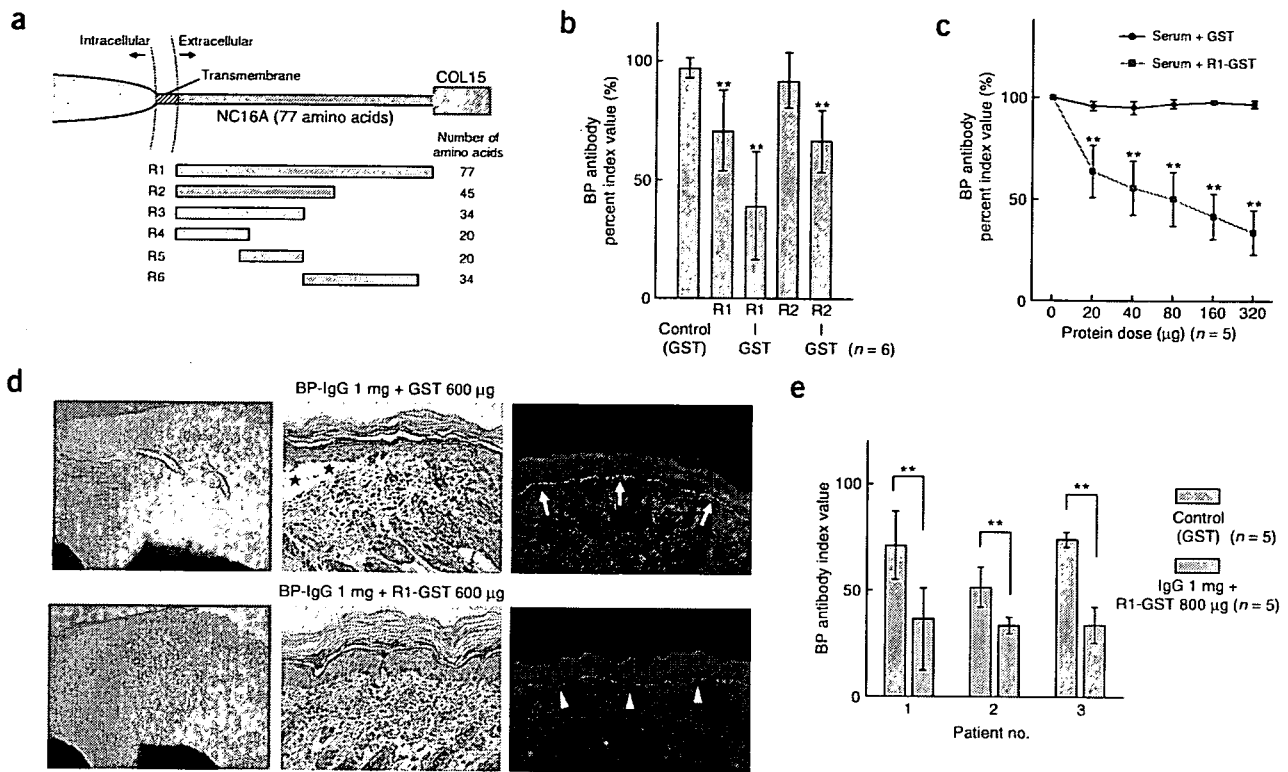 a
Intracellular
Extracellular
Transmembrane
COL15
NC16A (77 amino acids)
Number of
amino acids
R1 77
R2 45
R3 34
R4 20
R5 20
R6 34
b
BP antibody
percent index value (%)
100
50
0
** ** **
Control
(GST)
R1
R1
–
GST
R2
R2
–
GST
(n = 6)
c
Serum + GST
Serum + R1-GST
BP antibody
percent index value (%)
100
50
0
** ** ** ** **
0 20 40 80 160 320
Protein dose (µg) (n = 5)
d
BP-IgG 1 mg + GST 600 µg
BP-IgG 1 mg + R1-GST 600 µg
e
BP antibody index value
100
50
0
** ** **
1 2 3
Patient no.
Control
(GST) (n = 5)
IgG 1 mg +
R1-GST 800 µg (n = 5)